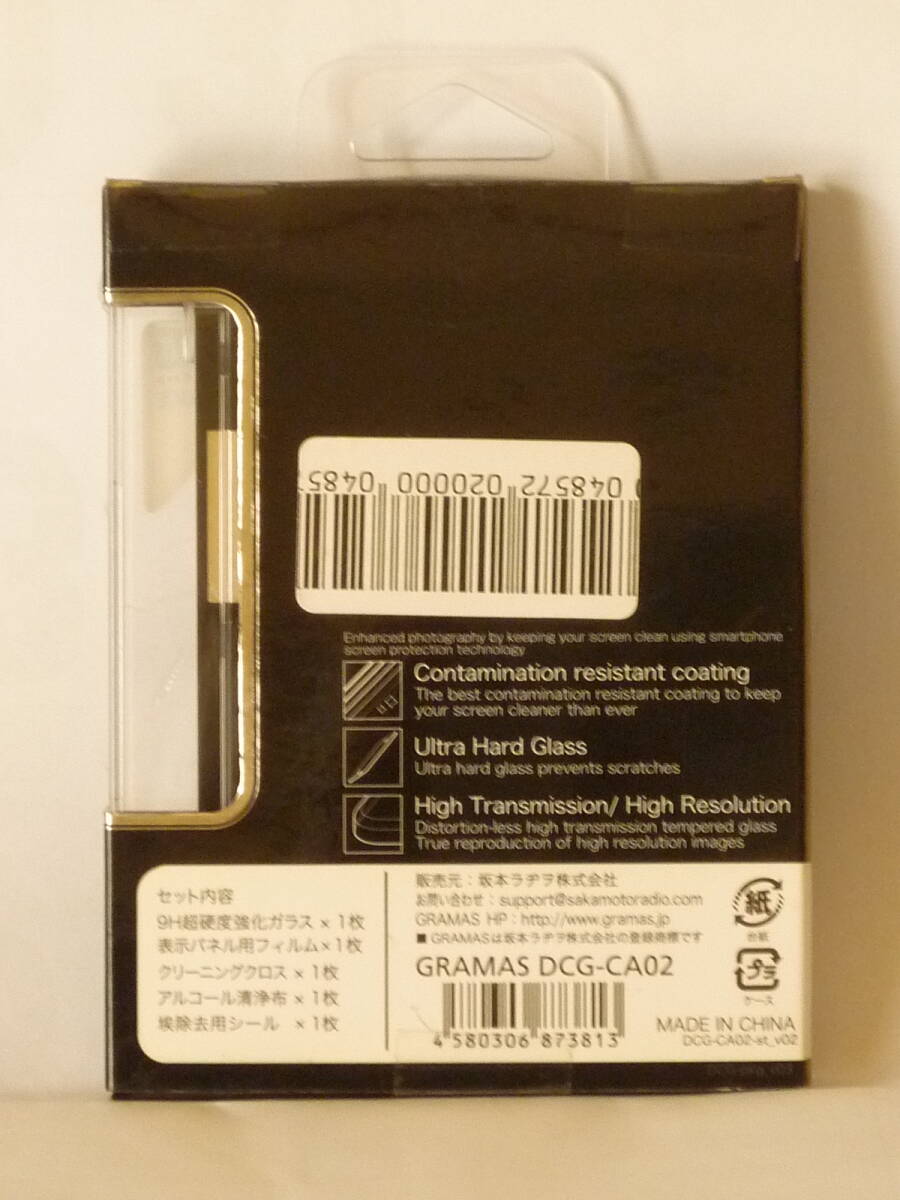 048572 020000 0485
Enhanced photography by keeping your screen clean using smartphone
screen protection technology
Contamination resistant coating
The best contamination resistant coating to keep
your screen cleaner than ever
Ultra Hard Glass
Ultra hard glass prevents scratches
High Transmission/ High Resolution
Distortion-less high transmission tempered glass
True reproduction of high resolution images
セット内容
9H超硬度強化ガラス × 1枚
表示パネル用フィルム × 1枚
クリーニングクロス × 1枚
アルコール清浄布 × 1枚
埃除去用シール × 1枚
販売元：坂本ラヂヲ株式会社
お問い合わせ：support@sakamotoradio.com
GRAMAS HP：http://www.gramas.jp
■ GRAMASは坂本ラヂヲ株式会社の登録商標です
GRAMAS DCG-CA02
4 580306 873813
紙
台紙
プラ
ケース
MADE IN CHINA
DCG-CA02-st_v02